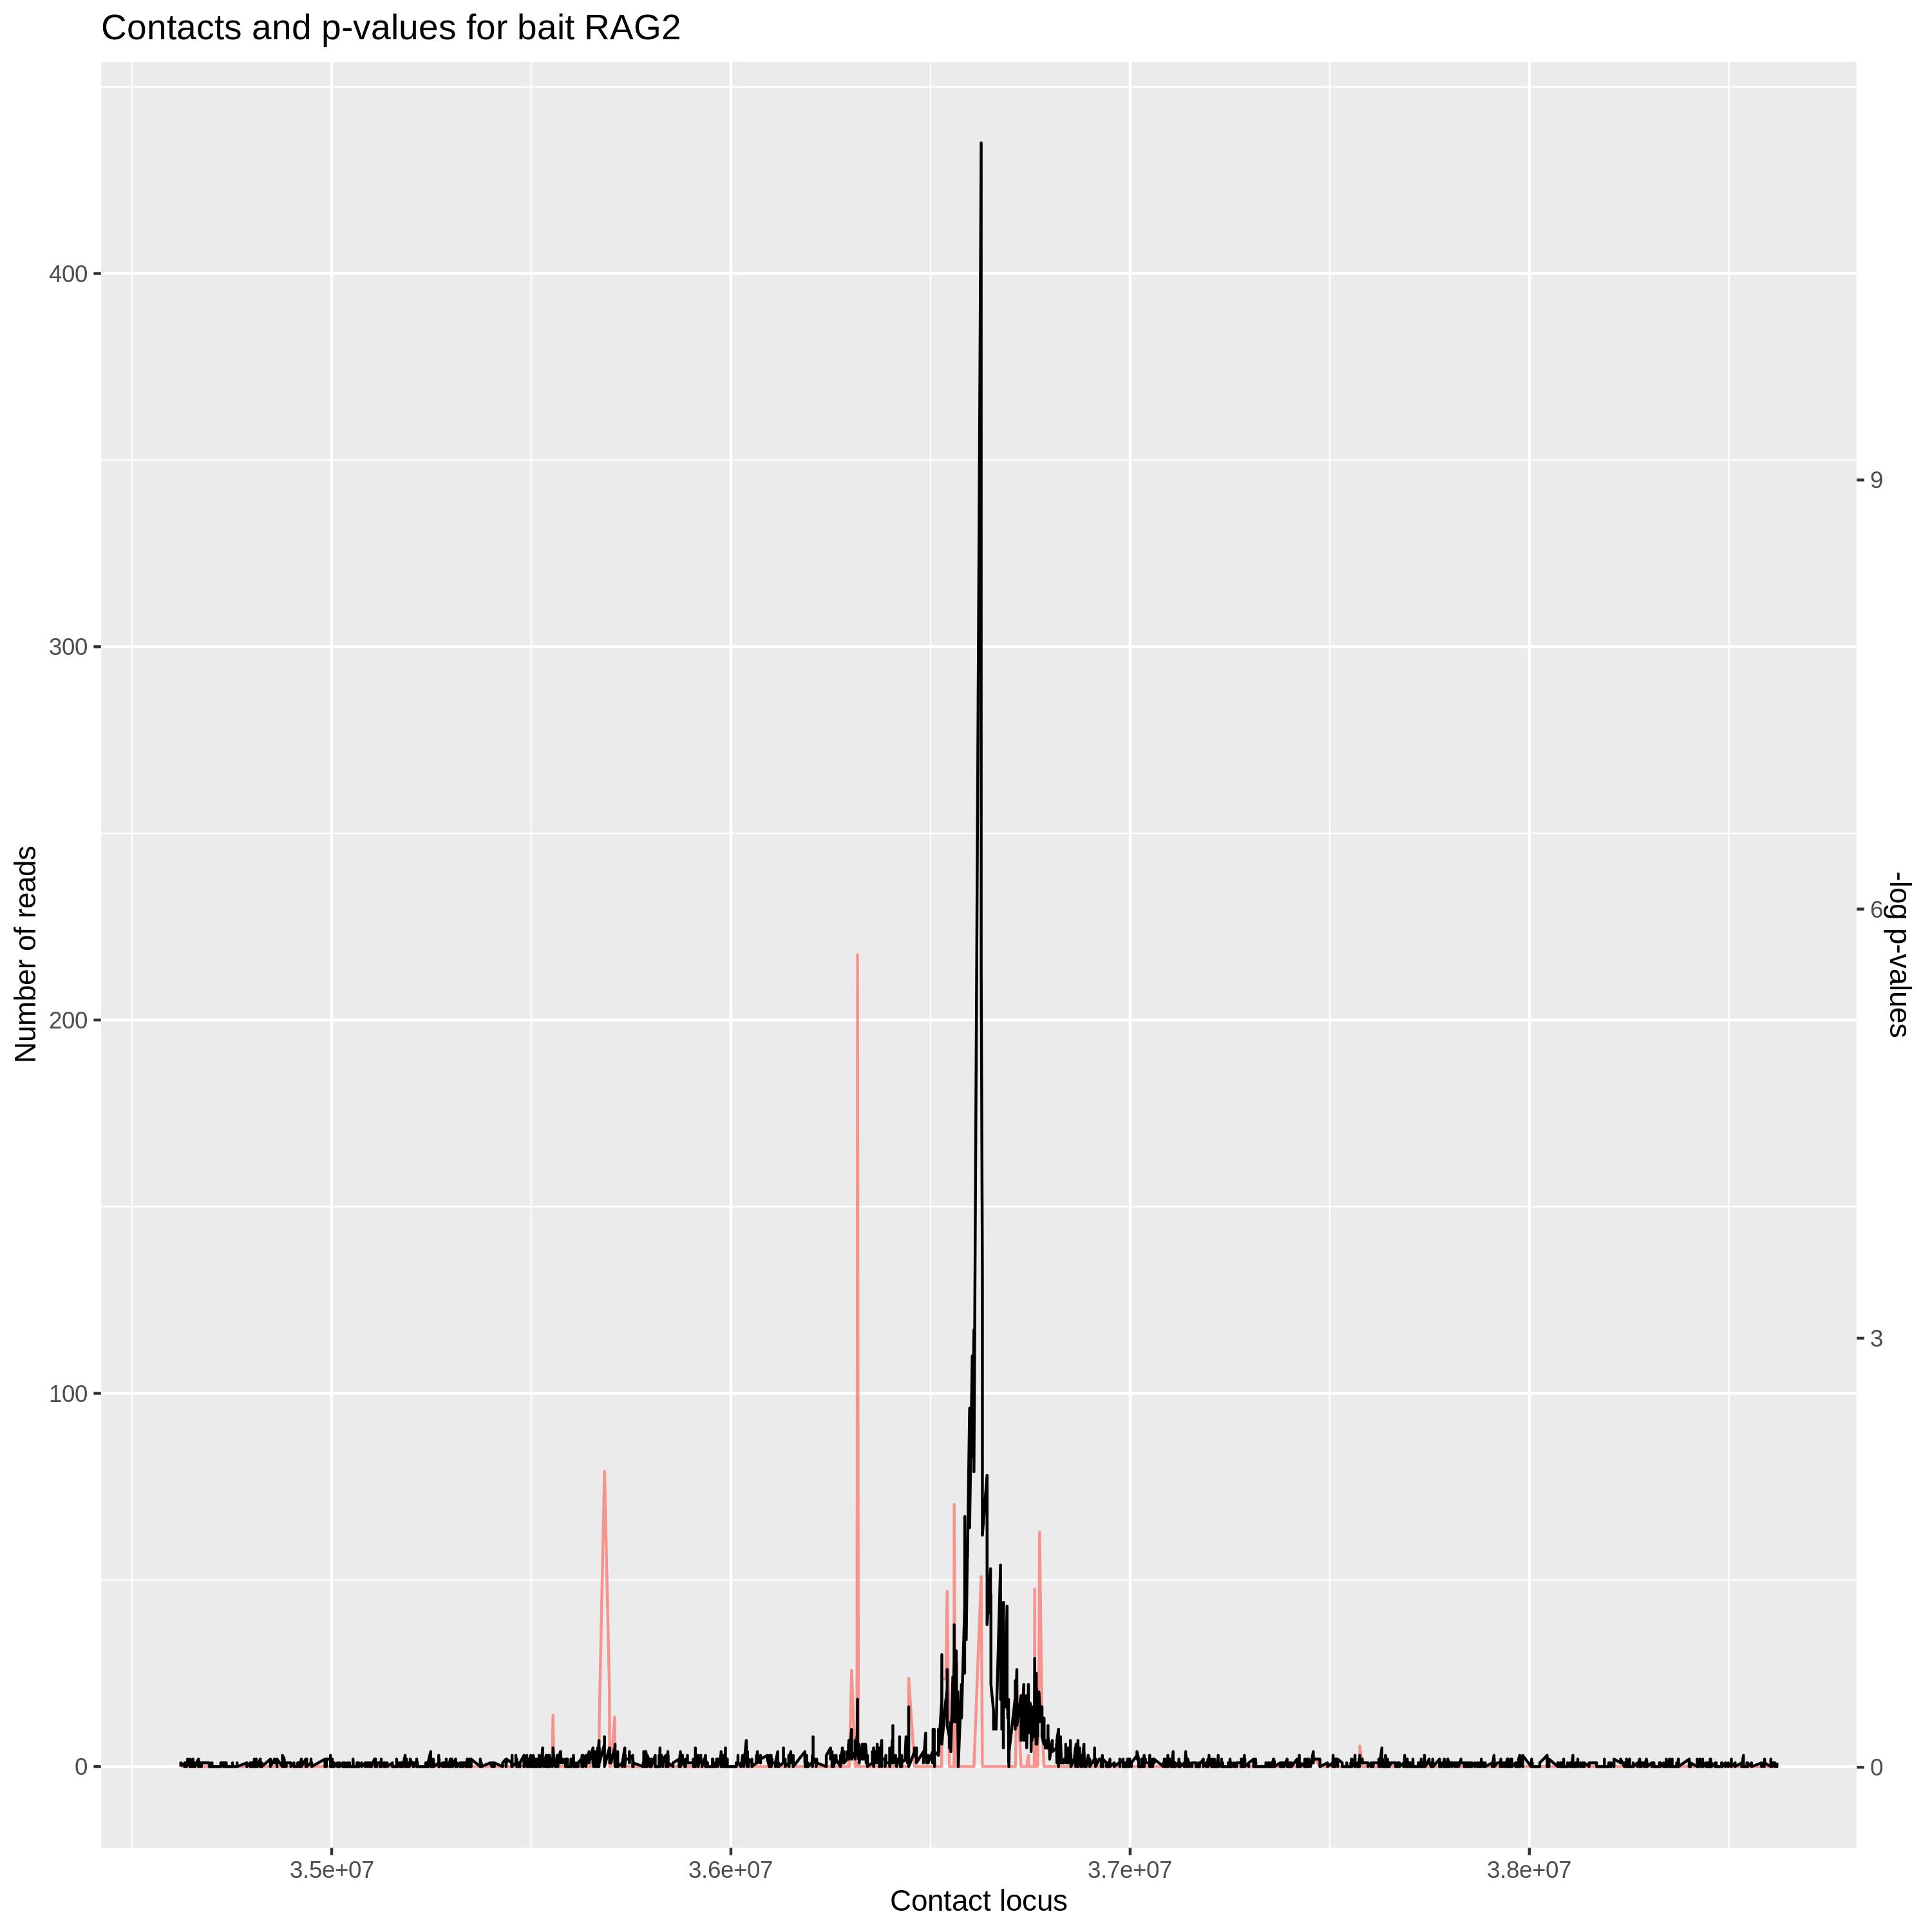 Contacts and p-values for bait RAG2
Number of reads
400
300
200
100
0
9
6
3
0
-log p-values
3.5e+07 3.6e+07 3.7e+07 3.8e+07
Contact locus